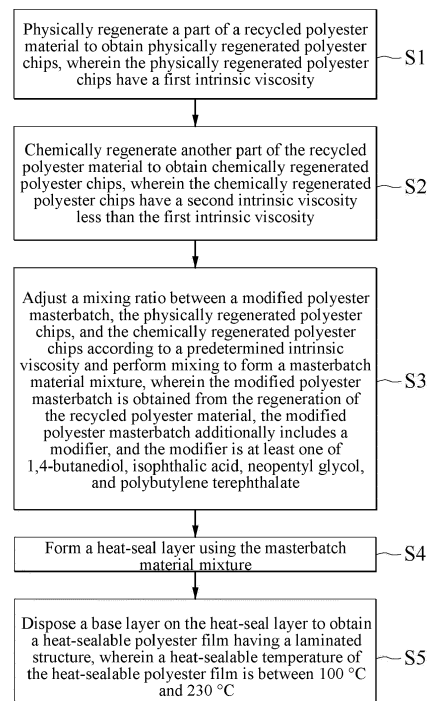 Physically regenerate a part of a recycled polyester
material to obtain physically regenerated polyester
chips, wherein the physically regenerated polyester
chips have a first intrinsic viscosity
S1
Chemically regenerate another part of the recycled
polyester material to obtain chemically regenerated
polyester chips, wherein the chemically regenerated
polyester chips have a second intrinsic viscosity
less than the first intrinsic viscosity
S2
Adjust a mixing ratio between a modified polyester
masterbatch, the physically regenerated polyester
chips, and the chemically regenerated polyester
chips according to a predetermined intrinsic
viscosity and perform mixing to form a masterbatch
material mixture, wherein the modified polyester
masterbatch is obtained from the regeneration of
the recycled polyester material, the modified
polyester masterbatch additionally includes a
modifier, and the modifier is at least one of
1,4-butanediol, isophthalic acid, neopentyl glycol,
and polybutylene terephthalate
S3
Form a heat-seal layer using the masterbatch
material mixture
S4
Dispose a base layer on the heat-seal layer to obtain
a heat-sealable polyester film having a laminated
structure, wherein a heat-sealable temperature of
the heat-sealable polyester film is between 100 °C
and 230 °C
S5